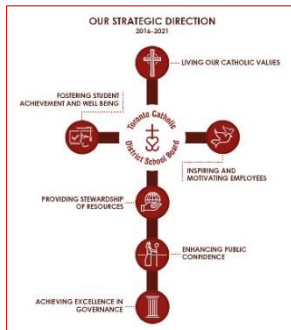 OUR STRATEGIC DIRECTION
2016-2021
LIVING OUR CATHOLIC VALUES
FOSTERING STUDENT
ACHIEVEMENT AND WELL BEING
Toronto Catholic
District School Board
INSPIRING AND
MOTIVATING EMPLOYEES
PROVIDING STEWARDSHIP
OF RESOURCES
ENHANCING PUBLIC
CONFIDENCE
ACHIEVING EXCELLENCE IN
GOVERNANCE